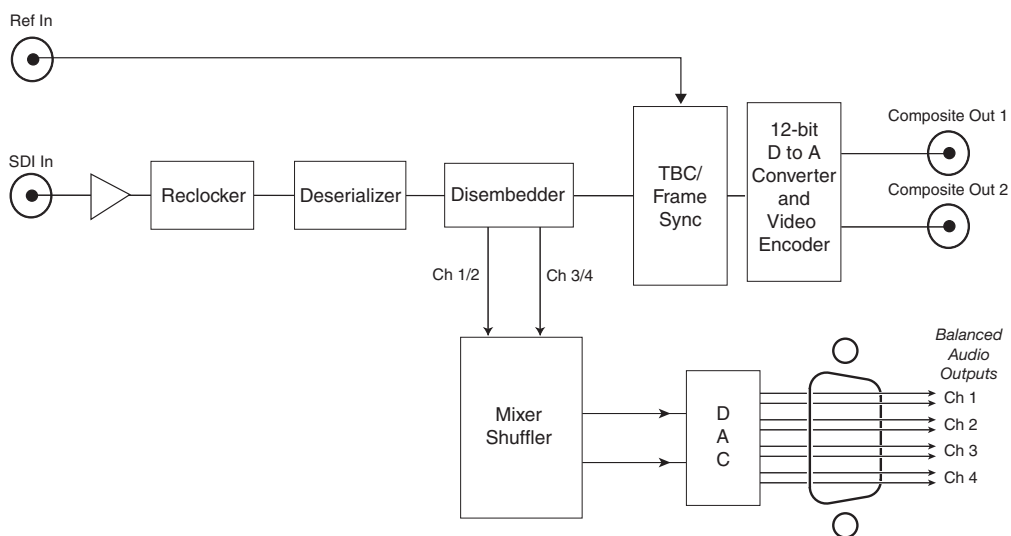 Ref In
SDI In
Reclocker
Deserializer
Disembedder
TBC/
Frame
Sync
12-bit
D to A
Converter
and
Video
Encoder
Composite Out 1
Composite Out 2
Ch 1/2
Ch 3/4
Mixer
Shuffler
D
A
C
Balanced
Audio
Outputs
Ch 1
Ch 2
Ch 3
Ch 4